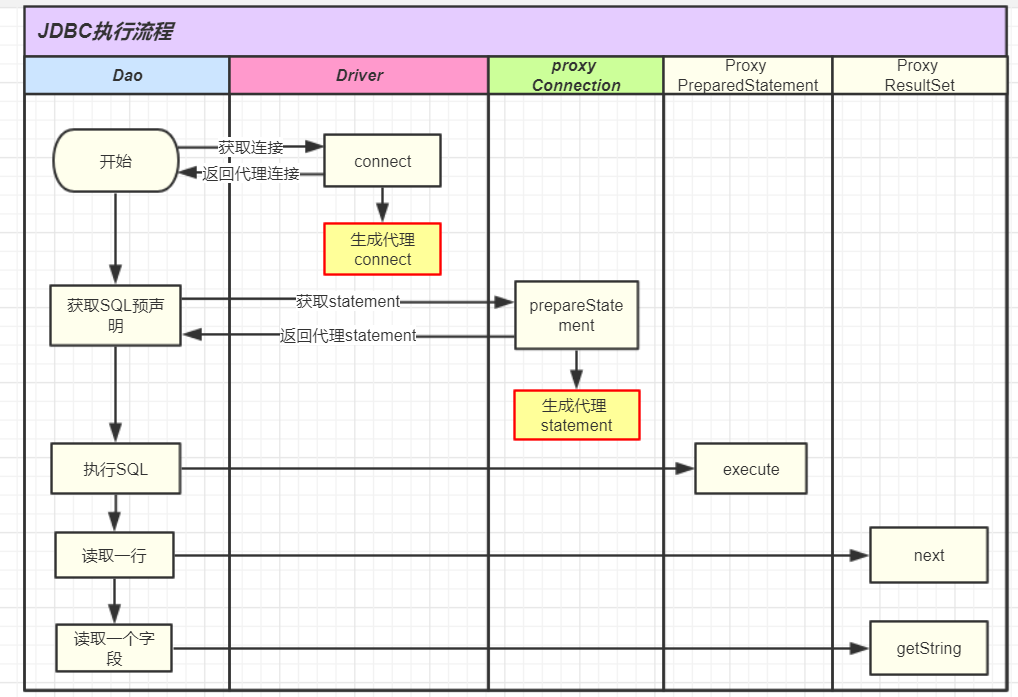 JDBC执行流程
Dao
Driver
proxy
Connection
Proxy
PreparedStatement
Proxy
ResultSet
开始
获取连接
返回代理连接
connect
生成代理
connect
获取SQL预声
明
获取statement
返回代理statement
prepareState
ment
生成代理
statement
执行SQL
execute
读取一行
next
读取一个字
段
getString